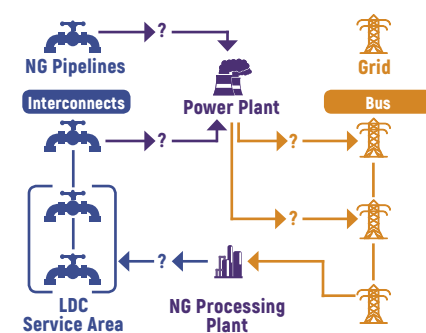 ?
NG Pipelines
Grid
Interconnects
Power Plant
Bus
?
?
?
?
LDC
Service Area
NG Processing
Plant